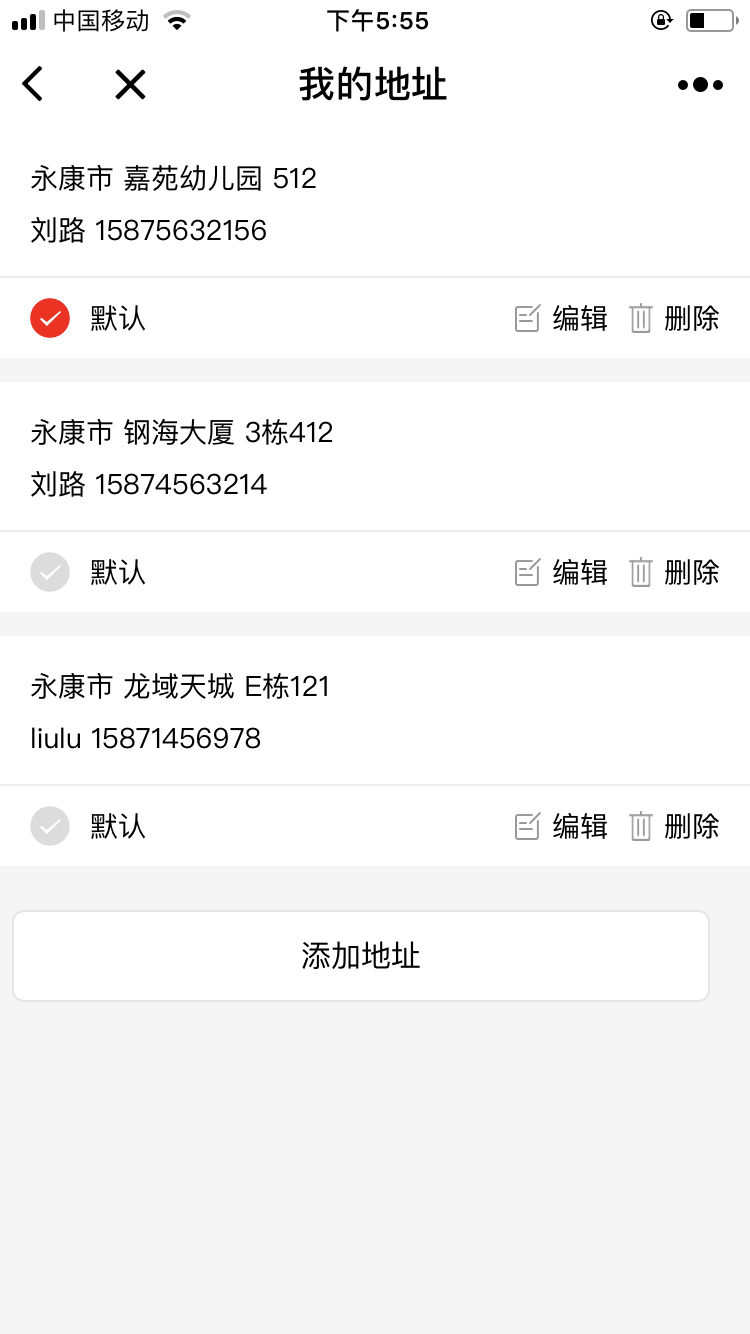 中国移动 下午5:55
我的地址
永康市 嘉苑幼儿园 512
刘路 15875632156
默认 编辑 删除
永康市 钢海大厦 3栋412
刘路 15874563214
默认 编辑 删除
永康市 龙域天城 E栋121
liulu 15871456978
默认 编辑 删除
添加地址